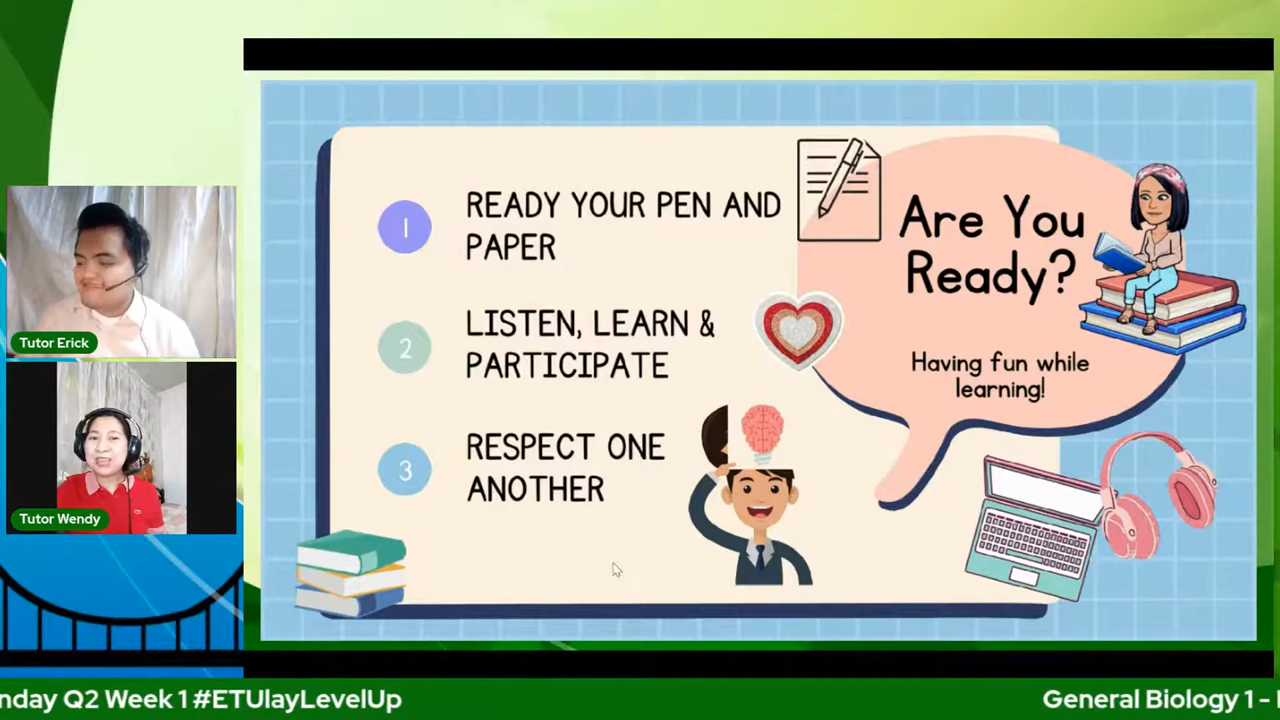 READY YOUR PEN AND
PAPER
LISTEN, LEARN &
PARTICIPATE
RESPECT ONE
ANOTHER
1
2
3
Are You
Ready?
Having fun while
learning!
Tutor Erick
Tutor Wendy
nday Q2 Week 1 #ETUlayLevelUp
General Biology 1 -